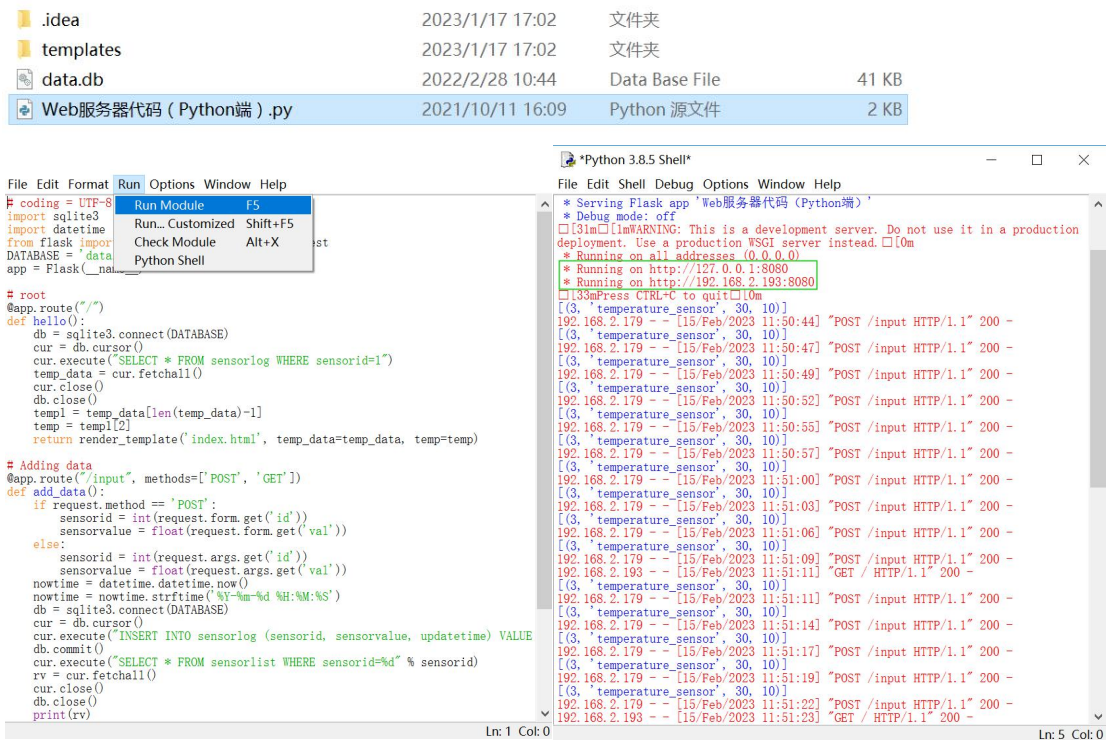 .idea 2023/1/17 17:02 文件夹
templates 2023/1/17 17:02 文件夹
data.db 2022/2/28 10:44 Data Base File 41 KB
Web服务器代码（Python端）.py 2021/10/11 16:09 Python 源文件 2 KB
File Edit Format Run Options Window Help
Run Module F5
Run... Customized Shift+F5
Check Module Alt+X
Python Shell
# coding = UTF-8
import sqlite3
import datetime
from flask impor est
DATABASE = 'data
app = Flask(__name__)
# root
@app.route("/")
def hello():
db = sqlite3.connect(DATABASE)
cur = db.cursor()
cur.execute("SELECT * FROM sensorlog WHERE sensorid=1")
temp_data = cur.fetchall()
cur.close()
db.close()
temp1 = temp_data[len(temp_data)-1]
temp = temp1[2]
return render_template('index.html', temp_data=temp_data, temp=temp)
# Adding data
@app.route("/input", methods=['POST', 'GET'])
def add_data():
if request.method == 'POST':
sensorid = int(request.form.get('id'))
sensorvalue = float(request.form.get('val'))
else:
sensorid = int(request.args.get('id'))
sensorvalue = float(request.args.get('val'))
nowtime = datetime.datetime.now()
nowtime = nowtime.strftime('%Y-%m-%d %H:%M:%S')
db = sqlite3.connect(DATABASE)
cur = db.cursor()
cur.execute("INSERT INTO sensorlog (sensorid, sensorvalue, updatetime) VALUE
db.commit()
cur.execute("SELECT * FROM sensorlist WHERE sensorid=%d" % sensorid)
rv = cur.fetchall()
cur.close()
db.close()
print(rv)
Ln: 1 Col: 0
*Python 3.8.5 Shell*
File Edit Shell Debug Options Window Help
* Serving Flask app 'Web服务器代码（Python端）'
* Debug mode: off
□[31m□[1mWARNING: This is a development server. Do not use it in a production
deployment. Use a production WSGI server instead.□[0m
* Running on all addresses (0.0.0.0)
* Running on http://127.0.0.1:8080
* Running on http://192.168.2.193:8080
□[33mPress CTRL+C to quit□[0m
[(3, 'temperature_sensor', 30, 10)]
192.168.2.179 - - [15/Feb/2023 11:50:44] "POST /input HTTP/1.1" 200 -
[(3, 'temperature_sensor', 30, 10)]
192.168.2.179 - - [15/Feb/2023 11:50:47] "POST /input HTTP/1.1" 200 -
[(3, 'temperature_sensor', 30, 10)]
192.168.2.179 - - [15/Feb/2023 11:50:49] "POST /input HTTP/1.1" 200 -
[(3, 'temperature_sensor', 30, 10)]
192.168.2.179 - - [15/Feb/2023 11:50:52] "POST /input HTTP/1.1" 200 -
[(3, 'temperature_sensor', 30, 10)]
192.168.2.179 - - [15/Feb/2023 11:50:55] "POST /input HTTP/1.1" 200 -
[(3, 'temperature_sensor', 30, 10)]
192.168.2.179 - - [15/Feb/2023 11:50:57] "POST /input HTTP/1.1" 200 -
[(3, 'temperature_sensor', 30, 10)]
192.168.2.179 - - [15/Feb/2023 11:51:00] "POST /input HTTP/1.1" 200 -
[(3, 'temperature_sensor', 30, 10)]
192.168.2.179 - - [15/Feb/2023 11:51:03] "POST /input HTTP/1.1" 200 -
[(3, 'temperature_sensor', 30, 10)]
192.168.2.179 - - [15/Feb/2023 11:51:06] "POST /input HTTP/1.1" 200 -
[(3, 'temperature_sensor', 30, 10)]
192.168.2.179 - - [15/Feb/2023 11:51:09] "POST /input HTTP/1.1" 200 -
192.168.2.193 - - [15/Feb/2023 11:51:11] "GET / HTTP/1.1" 200 -
[(3, 'temperature_sensor', 30, 10)]
192.168.2.179 - - [15/Feb/2023 11:51:11] "POST /input HTTP/1.1" 200 -
[(3, 'temperature_sensor', 30, 10)]
192.168.2.179 - - [15/Feb/2023 11:51:14] "POST /input HTTP/1.1" 200 -
[(3, 'temperature_sensor', 30, 10)]
192.168.2.179 - - [15/Feb/2023 11:51:17] "POST /input HTTP/1.1" 200 -
[(3, 'temperature_sensor', 30, 10)]
192.168.2.179 - - [15/Feb/2023 11:51:19] "POST /input HTTP/1.1" 200 -
[(3, 'temperature_sensor', 30, 10)]
192.168.2.179 - - [15/Feb/2023 11:51:22] "POST /input HTTP/1.1" 200 -
192.168.2.193 - - [15/Feb/2023 11:51:23] "GET / HTTP/1.1" 200 -
Ln: 5 Col: 0